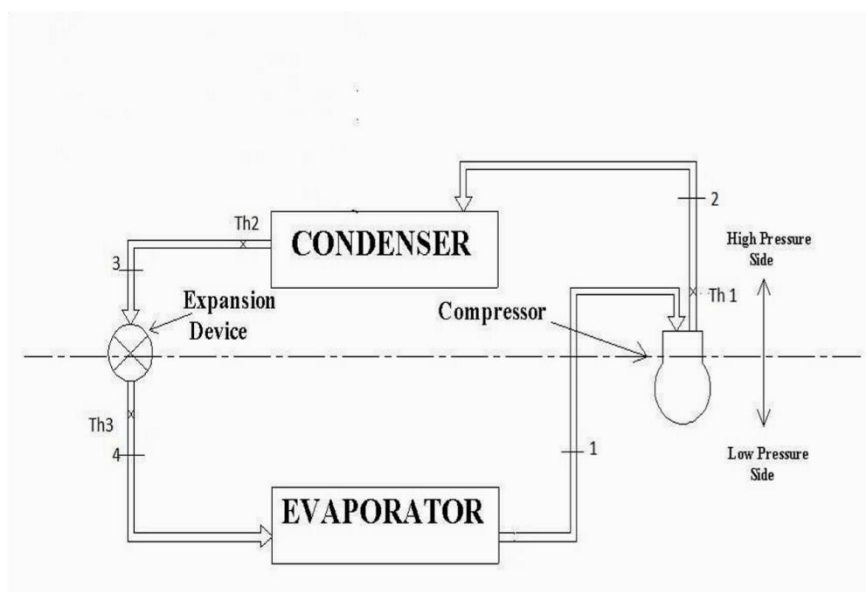 2
Th2
CONDENSER
High Pressure
Side
3
Th 1
Expansion
Device
Compressor
Th3
4
1
Low Pressure
Side
EVAPORATOR